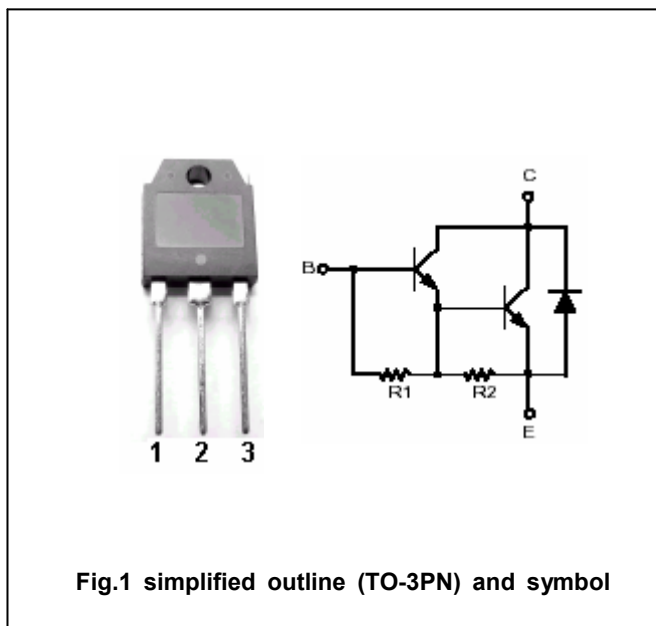 C
B
R1 R2
E
1 2 3
Fig.1 simplified outline (TO-3PN) and symbol